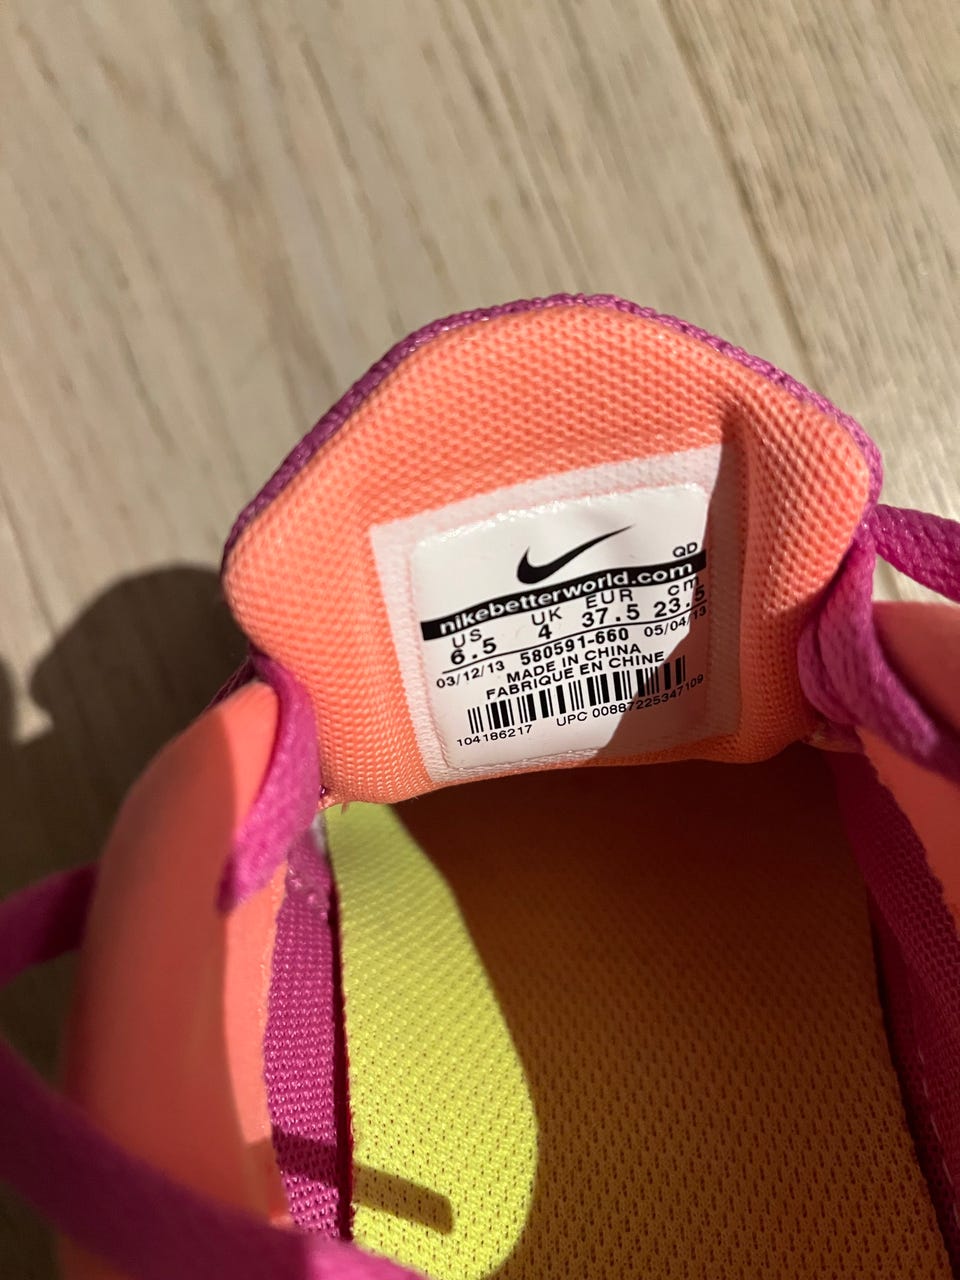 QD
nikebetterworld.com
US UK EUR cm
6.5 4 37.5 23.5
03/12/13 580591-660 05/04/13
MADE IN CHINA
FABRIQUE EN CHINE
104186217 UPC 00887225347109